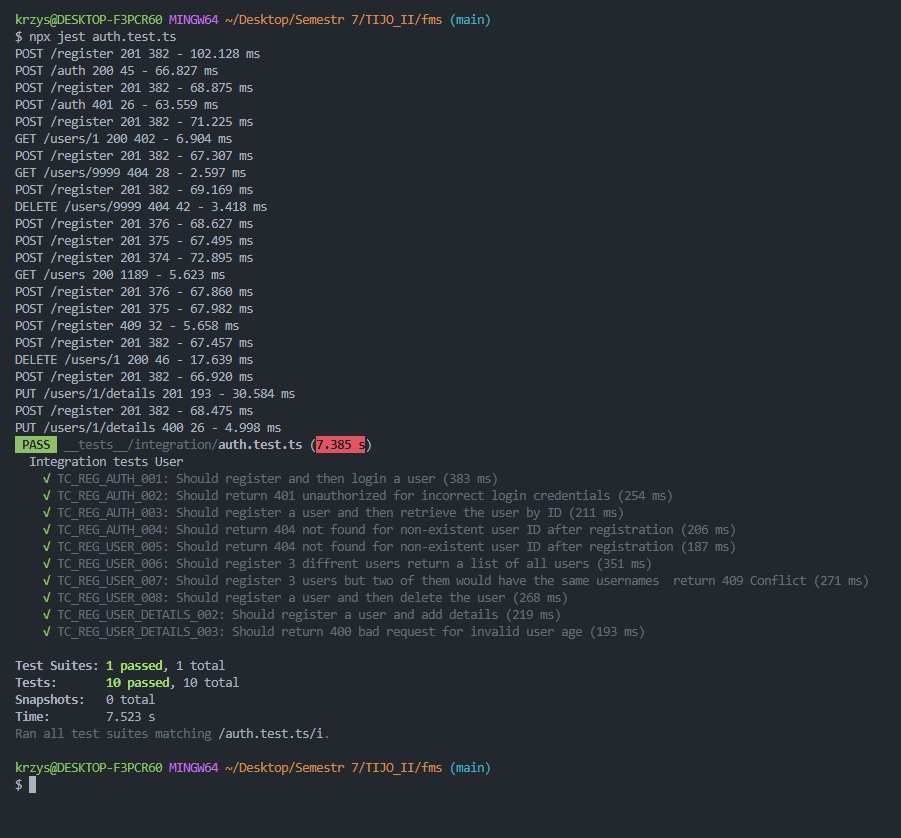 krzys@DESKTOP-F3PCR60 MINGW64 ~/Desktop/Semestr 7/TIJO_II/fms (main)
$ npx jest auth.test.ts
POST /register 201 382 - 102.128 ms
POST /auth 200 45 - 66.827 ms
POST /register 201 382 - 68.875 ms
POST /auth 401 26 - 63.559 ms
POST /register 201 382 - 71.225 ms
GET /users/1 200 402 - 6.904 ms
POST /register 201 382 - 67.307 ms
GET /users/9999 404 28 - 2.597 ms
POST /register 201 382 - 69.169 ms
DELETE /users/9999 404 42 - 3.418 ms
POST /register 201 376 - 68.627 ms
POST /register 201 375 - 67.495 ms
POST /register 201 374 - 72.895 ms
GET /users 200 1189 - 5.623 ms
POST /register 201 376 - 67.860 ms
POST /register 201 375 - 67.982 ms
POST /register 409 32 - 5.658 ms
POST /register 201 382 - 67.457 ms
DELETE /users/1 200 46 - 17.639 ms
POST /register 201 382 - 66.920 ms
PUT /users/1/details 201 193 - 30.584 ms
POST /register 201 382 - 68.475 ms
PUT /users/1/details 400 26 - 4.998 ms
PASS __tests__/integration/auth.test.ts (7.385 s)
Integration tests User
√ TC_REG_AUTH_001: Should register and then login a user (383 ms)
√ TC_REG_AUTH_002: Should return 401 unauthorized for incorrect login credentials (254 ms)
√ TC_REG_AUTH_003: Should register a user and then retrieve the user by ID (211 ms)
√ TC_REG_AUTH_004: Should return 404 not found for non-existent user ID after registration (206 ms)
√ TC_REG_USER_005: Should return 404 not found for non-existent user ID after registration (187 ms)
√ TC_REG_USER_006: Should register 3 diffrent users return a list of all users (351 ms)
√ TC_REG_USER_007: Should register 3 users but two of them would have the same usernames  return 409 Conflict (271 ms)
√ TC_REG_USER_008: Should register a user and then delete the user (268 ms)
√ TC_REG_USER_DETAILS_002: Should register a user and add details (219 ms)
√ TC_REG_USER_DETAILS_003: Should return 400 bad request for invalid user age (193 ms)
Test Suites: 1 passed, 1 total
Tests: 10 passed, 10 total
Snapshots: 0 total
Time: 7.523 s
Ran all test suites matching /auth.test.ts/i.
krzys@DESKTOP-F3PCR60 MINGW64 ~/Desktop/Semestr 7/TIJO_II/fms (main)
$